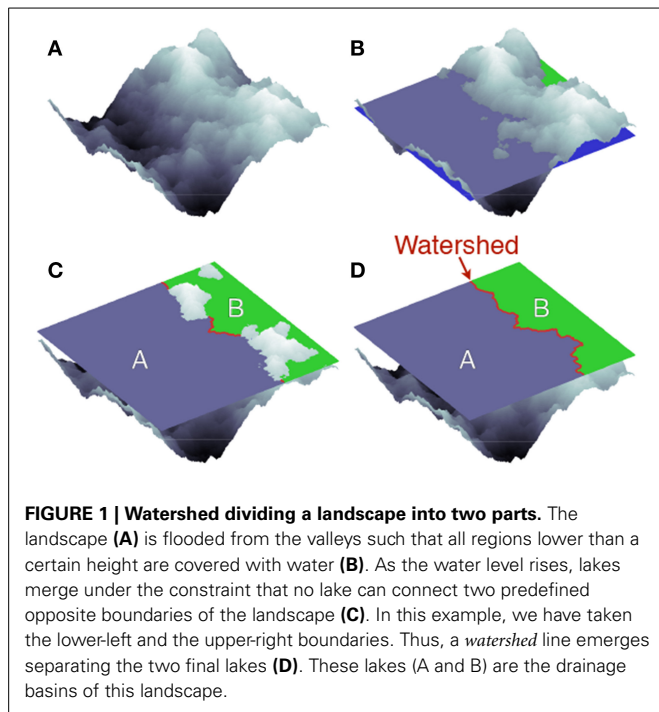 A
B
C
B
A
Watershed
D
B
A
FIGURE 1 | Watershed dividing a landscape into two parts. The
landscape (A) is flooded from the valleys such that all regions lower than a
certain height are covered with water (B). As the water level rises, lakes
merge under the constraint that no lake can connect two predefined
opposite boundaries of the landscape (C). In this example, we have taken
the lower-left and the upper-right boundaries. Thus, a watershed line emerges
separating the two final lakes (D). These lakes (A and B) are the drainage
basins of this landscape.